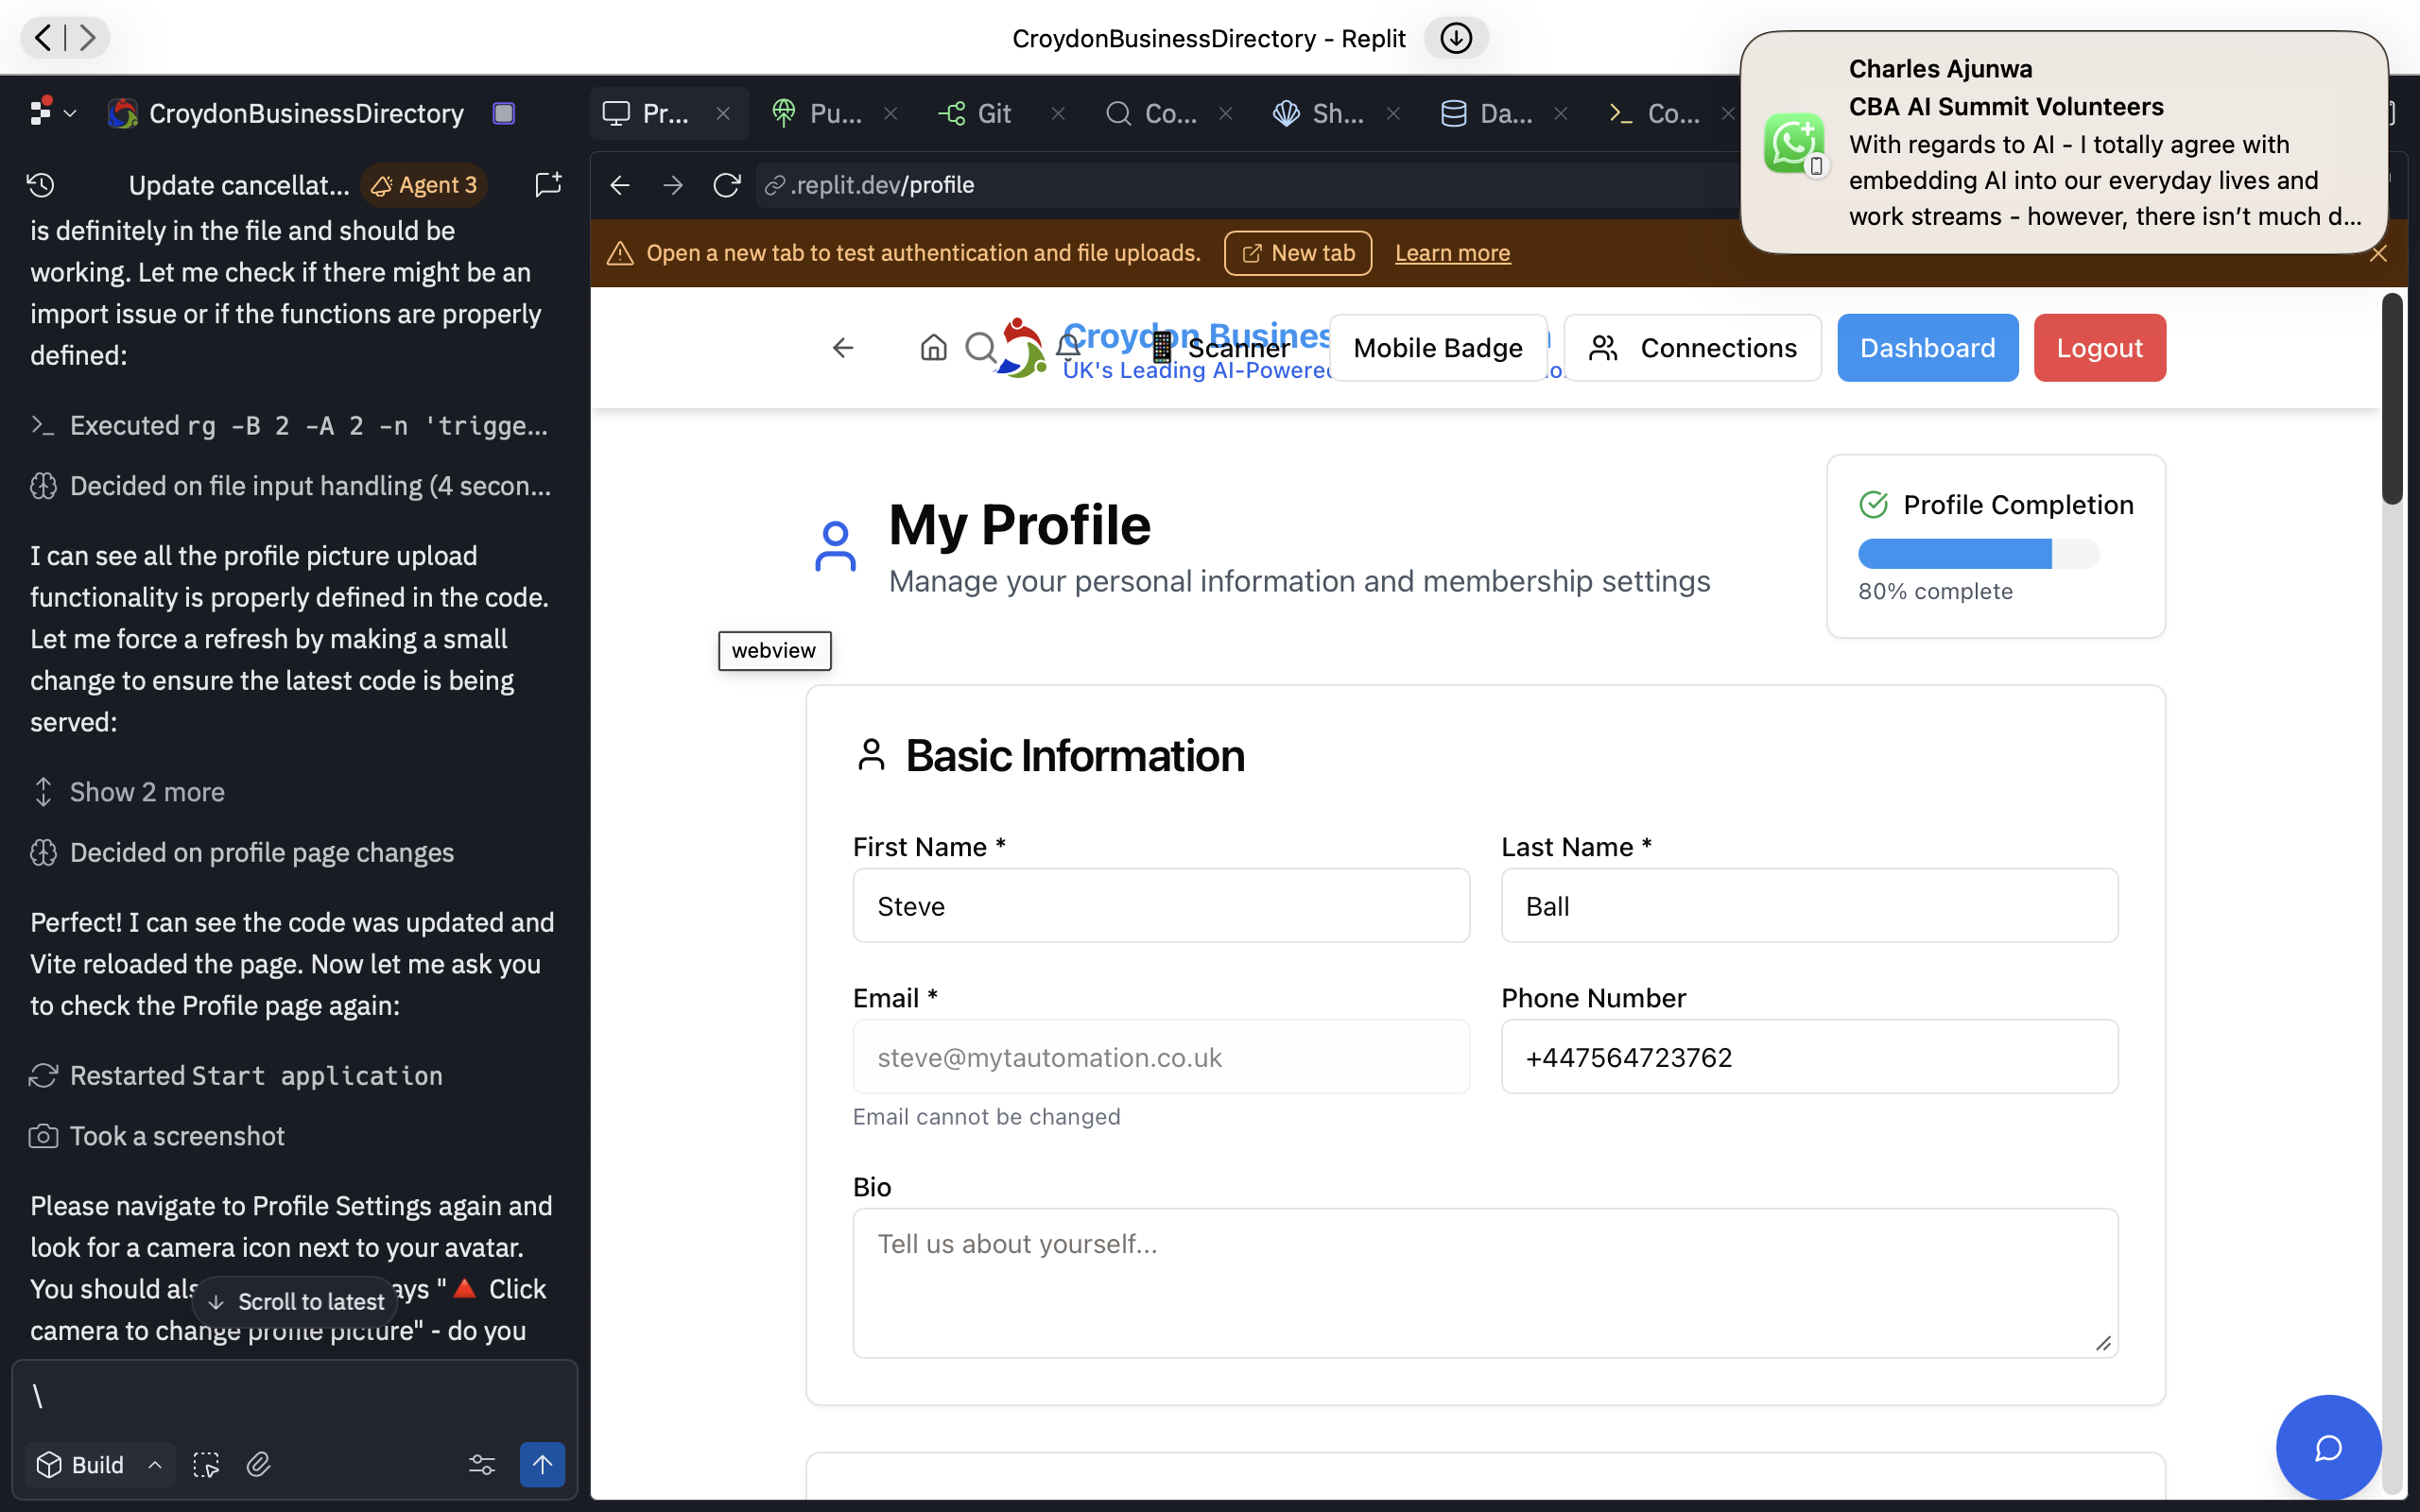 CroydonBusinessDirectory - Replit
Charles Ajunwa
CBA AI Summit Volunteers
With regards to AI - I totally agree with
embedding AI into our everyday lives and
work streams - however, there isn't much d...
CroydonBusinessDirectory
Pr...
Pu...
Git
Co...
Sh...
Da...
Co...
Update cancellat...
Agent 3
.replit.dev/profile
Open a new tab to test authentication and file uploads.
New tab
Learn more
is definitely in the file and should be
working. Let me check if there might be an
import issue or if the functions are properly
defined:
Executed rg -B 2 -A 2 -n 'trigge...
Decided on file input handling (4 secon...
I can see all the profile picture upload
functionality is properly defined in the code.
Let me force a refresh by making a small
change to ensure the latest code is being
served:
Show 2 more
Decided on profile page changes
Perfect! I can see the code was updated and
Vite reloaded the page. Now let me ask you
to check the Profile page again:
Restarted Start application
Took a screenshot
Please navigate to Profile Settings again and
look for a camera icon next to your avatar.
You should als ays "🔺 Click
Scroll to latest
camera to change profile picture" - do you
\
Build
Croydon Busines
UK's Leading AI-Powere
Scanner
Mobile Badge
Connections
Dashboard
Logout
My Profile
Manage your personal information and membership settings
Profile Completion
80% complete
webview
Basic Information
First Name *
Last Name *
Steve
Ball
Email *
Phone Number
steve@mytautomation.co.uk
+447564723762
Email cannot be changed
Bio
Tell us about yourself...